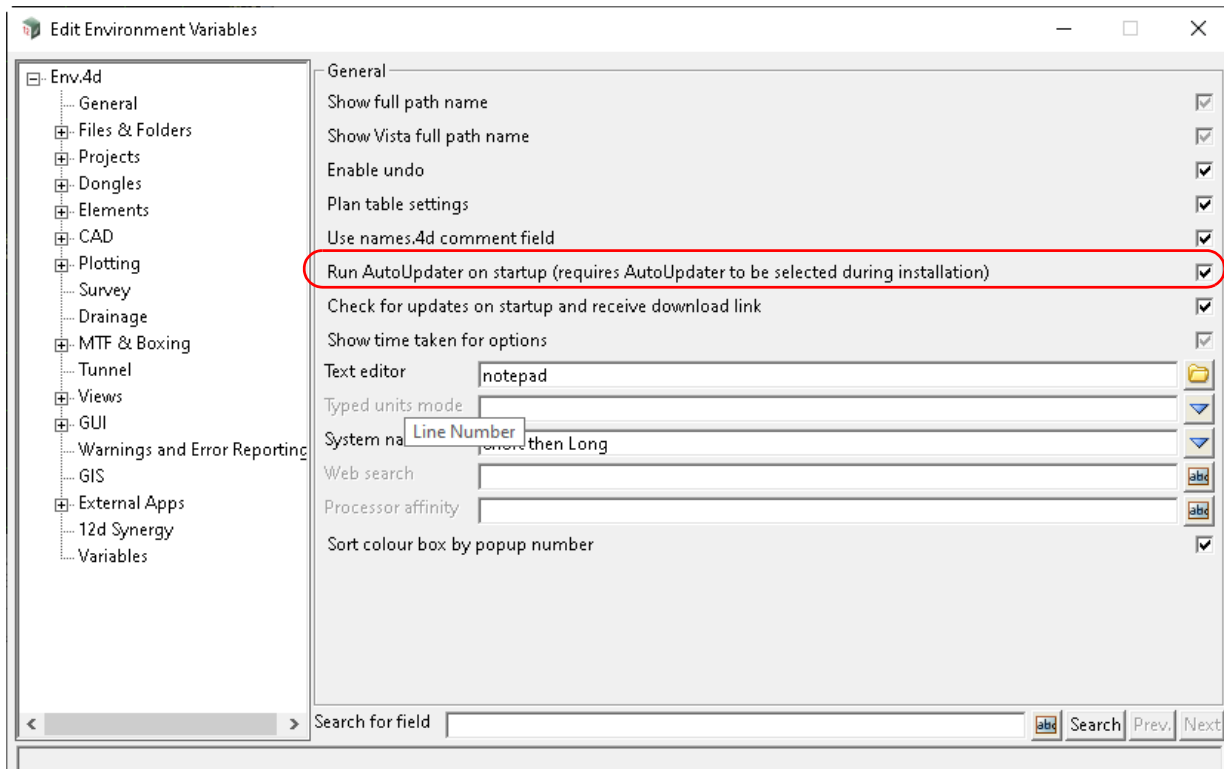 Edit Environment Variables
Env.4d
General
Files & Folders
Projects
Dongles
Elements
CAD
Plotting
Survey
Drainage
MTF & Boxing
Tunnel
Views
GUI
Warnings and Error Reporting
GIS
External Apps
12d Synergy
Variables
General
Show full path name
Show Vista full path name
Enable undo
Plan table settings
Use names.4d comment field
Run AutoUpdater on startup (requires AutoUpdater to be selected during installation)
Check for updates on startup and receive download link
Show time taken for options
Text editor notepad
Typed units mode
Line Number
System na then Long
Web search abc
Processor affinity abc
Sort colour box by popup number
Search for field abc Search Prev. Next